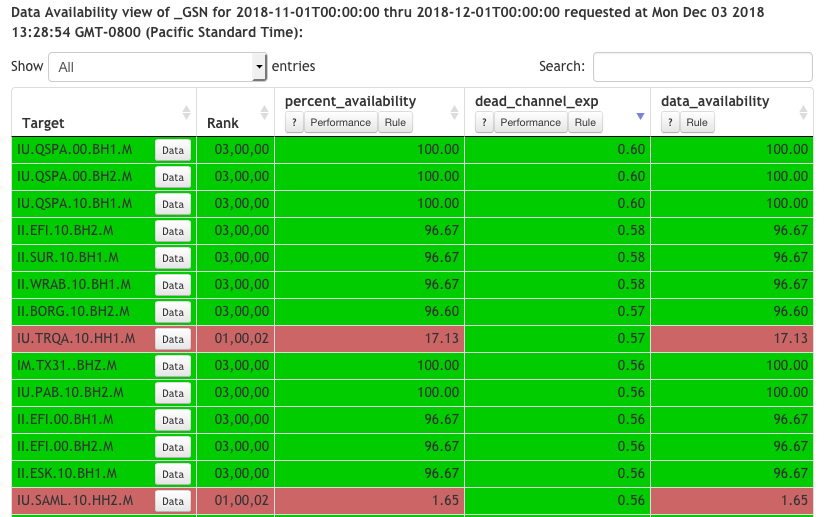 Data Availability view of _GSN for 2018-11-01T00:00:00 thru 2018-12-01T00:00:00 requested at Mon Dec 03 2018
13:28:54 GMT-0800 (Pacific Standard Time):
Show All entries Search:
Target Rank percent_availability dead_channel_exp data_availability
? Performance Rule ? Performance Rule ? Rule
IU.QSPA.00.BH1.M Data 03,00,00 100.00 0.60 100.00
IU.QSPA.00.BH2.M Data 03,00,00 100.00 0.60 100.00
IU.QSPA.10.BH1.M Data 03,00,00 100.00 0.60 100.00
II.EFI.10.BH2.M Data 03,00,00 96.67 0.58 96.67
II.SUR.10.BH1.M Data 03,00,00 96.67 0.58 96.67
II.WRAB.10.BH1.M Data 03,00,00 96.67 0.58 96.67
II.BORG.10.BH2.M Data 03,00,00 96.60 0.57 96.60
IU.TRQA.10.HH1.M Data 01,00,02 17.13 0.57 17.13
IM.TX31..BHZ.M Data 03,00,00 100.00 0.56 100.00
IU.PAB.10.BH2.M Data 03,00,00 100.00 0.56 100.00
II.EFI.00.BH1.M Data 03,00,00 96.67 0.56 96.67
II.EFI.00.BH2.M Data 03,00,00 96.67 0.56 96.67
II.ESK.10.BH1.M Data 03,00,00 96.67 0.56 96.67
IU.SAML.10.HH2.M Data 01,00,02 1.65 0.56 1.65